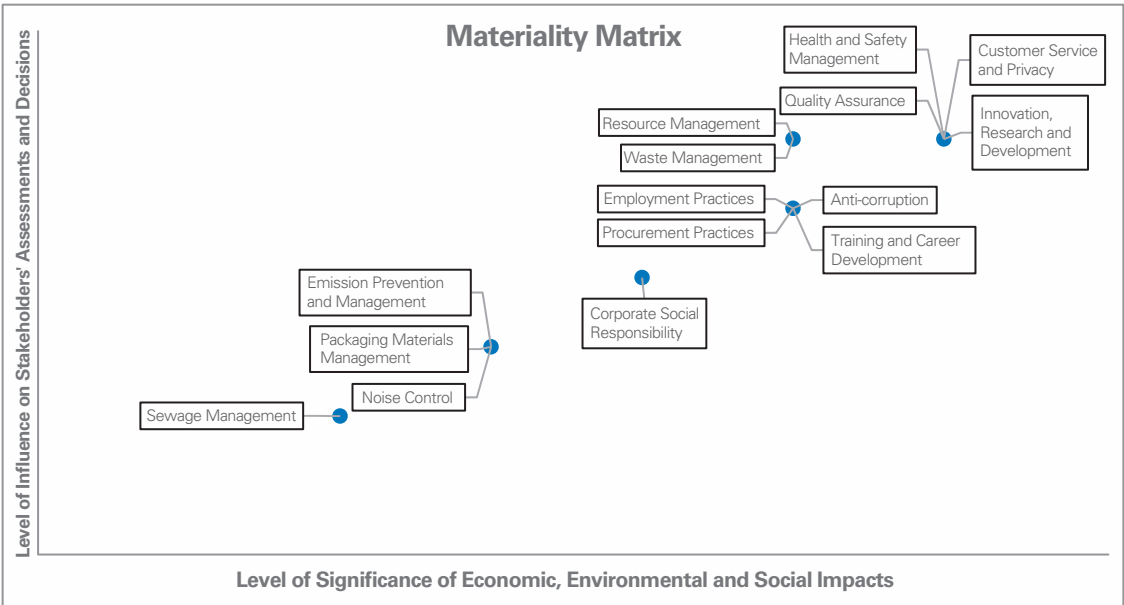 Materiality Matrix
Level of Influence on Stakeholders' Assessments and Decisions
Health and Safety
Management
Customer Service
and Privacy
Quality Assurance
Innovation,
Research and
Development
Resource Management
Waste Management
Employment Practices
Anti-corruption
Procurement Practices
Training and Career
Development
Emission Prevention
and Management
Corporate Social
Responsibility
Packaging Materials
Management
Noise Control
Sewage Management
Level of Significance of Economic, Environmental and Social Impacts